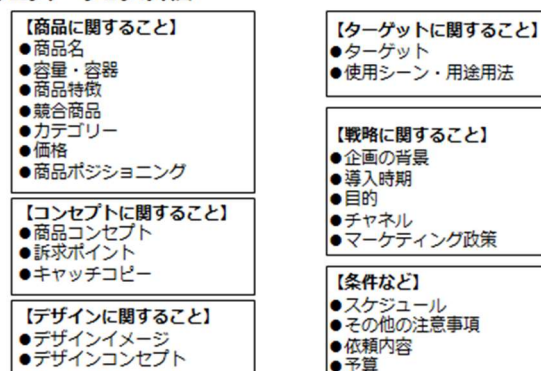 【商品に関すること】
●商品名
●容量・容器
●商品特徴
●競合商品
●カテゴリー
●価格
●商品ポジショニング
【コンセプトに関すること】
●商品コンセプト
●訴求ポイント
●キャッチコピー
【デザインに関すること】
●デザインイメージ
●デザインコンセプト
【ターゲットに関すること】
●ターゲット
●使用シーン・用途用法
【戦略に関すること】
●企画の背景
●導入時期
●目的
●チャネル
●マーケティング政策
【条件など】
●スケジュール
●その他の注意事項
●依頼内容
●予算